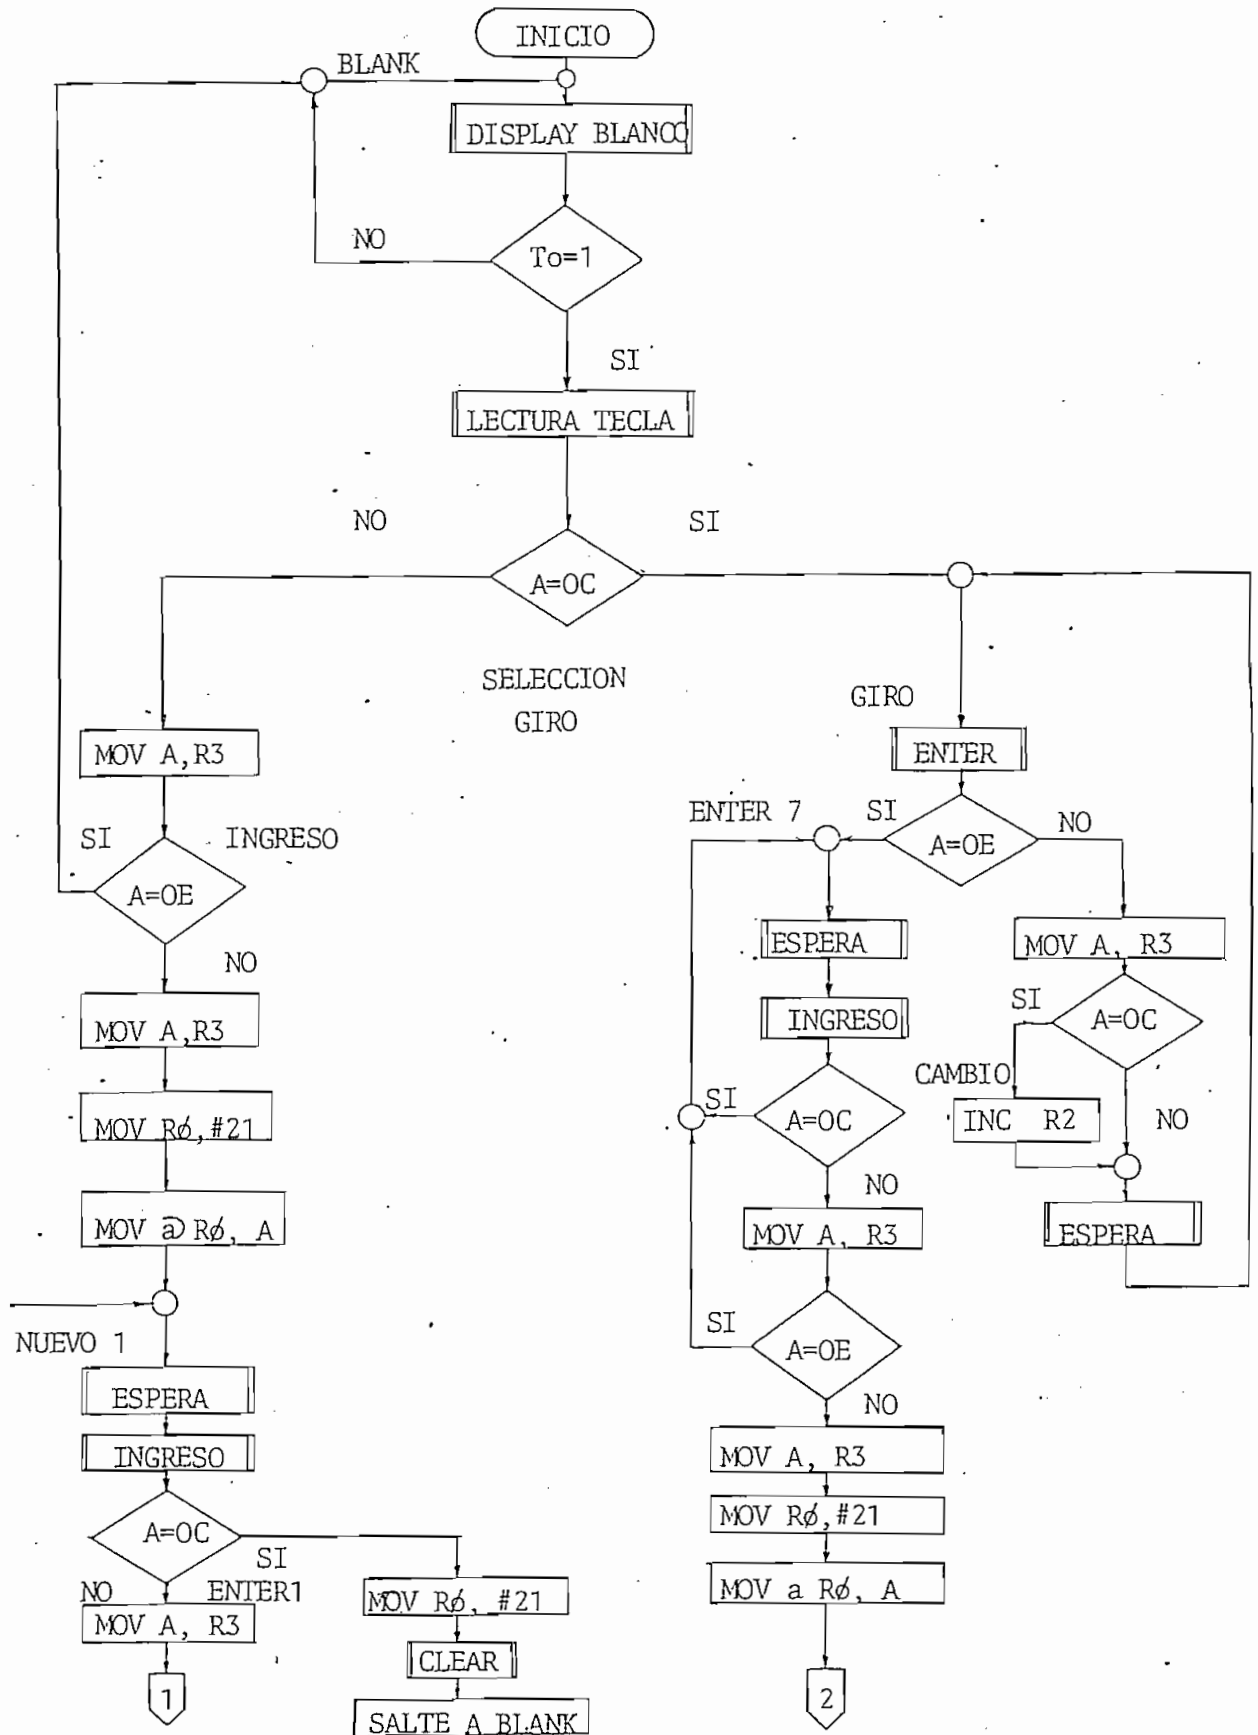 INICIO
BLANK
DISPLAY BLANCO
NO
To=1
SI
LECTURA TECLA
NO
SI
A=OC
SELECCION
GIRO
GIRO
MOV A,R3
ENTER
ENTER 7
SI
NO
SI
INGRESO
A=OE
A=OE
ESPERA
MOV A, R3
NO
SI
MOV A,R3
INGRESO
A=OC
CAMBIO
SI
A=OC
INC R2
NO
MOV RØ,#21
NO
MOV A, R3
ESPERA
MOV @ RØ, A
NUEVO 1
SI
A=OE
ESPERA
NO
MOV A, R3
INGRESO
MOV RØ,#21
A=OC
SI
NO
ENTER1
MOV RØ, #21
MOV a RØ, A
MOV A, R3
CLEAR
1
SALTE A BLANK
2